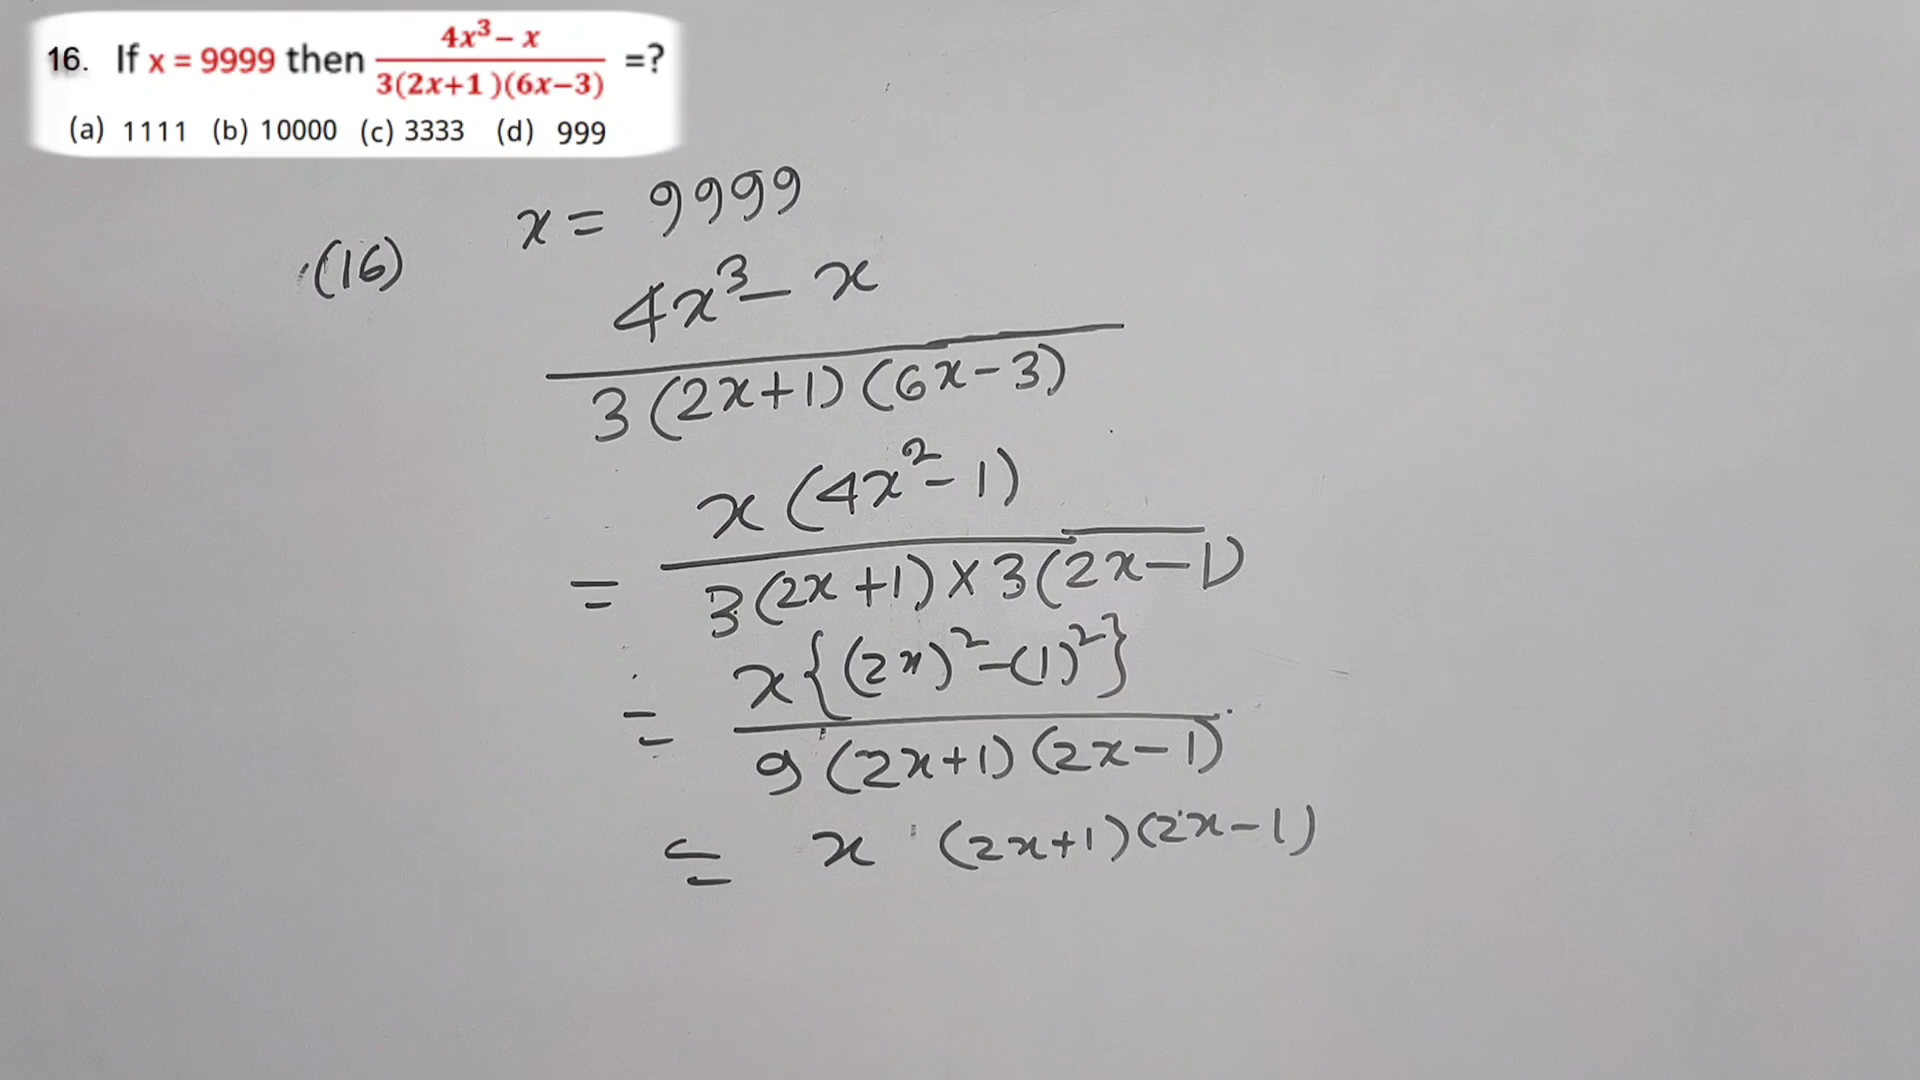 16. If x = 9999 then (4x³ − x)/(3(2x+1)(6x−3)) =?
(a) 1111 (b) 10000 (c) 3333 (d) 999
x = 9999
(16)
4x³ − x
3(2x+1)(6x−3)
x(4x² − 1)
=
3(2x+1)×3(2x−1)
x{(2x)²−(1)²}
=
9(2x+1)(2x−1)
= x (2x+1)(2x−1)